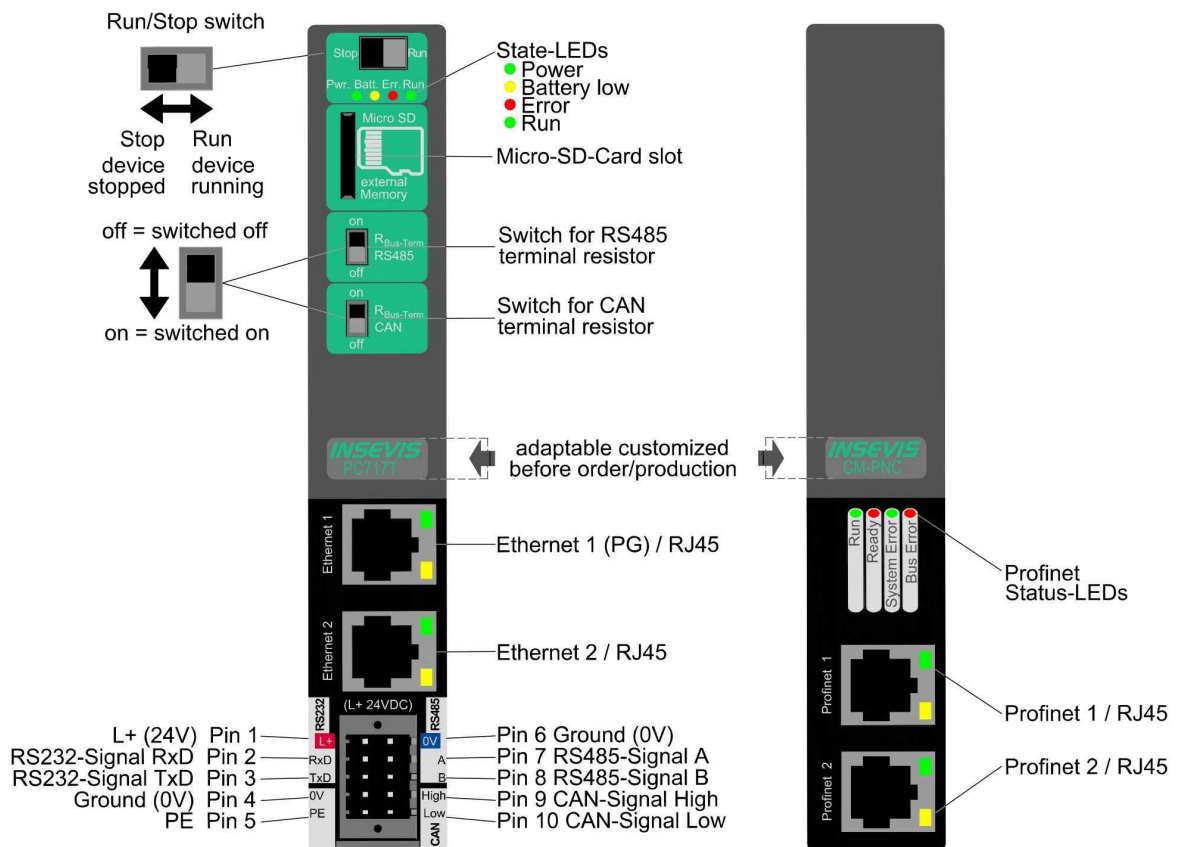 Run/Stop switch
Stop
device
stopped
Run
device
running
off = switched off
on = switched on
Stop
Run
Pwr. Batt. Err. Run
Micro SD
external
Memory
on
RBus-Term
RS485
off
on
RBus-Term
CAN
off
State-LEDs
Power
Battery low
Error
Run
Micro-SD-Card slot
Switch for RS485
terminal resistor
Switch for CAN
terminal resistor
INSEVIS
PC717T
adaptable customized
before order/production
INSEVIS
CM-PNC
Ethernet 1
Ethernet 1 (PG) / RJ45
Ethernet 2
Ethernet 2 / RJ45
RS232
(L+ 24VDC)
RS485
L+ (24V) Pin 1
RS232-Signal RxD Pin 2
RS232-Signal TxD Pin 3
Ground (0V) Pin 4
PE Pin 5
L+
RxD
TxD
0V
PE
0V
A
B
High
Low
CAN
Pin 6 Ground (0V)
Pin 7 RS485-Signal A
Pin 8 RS485-Signal B
Pin 9 CAN-Signal High
Pin 10 CAN-Signal Low
Run
Ready
System Error
Bus Error
Profinet
Status-LEDs
Profinet 1
Profinet 1 / RJ45
Profinet 2
Profinet 2 / RJ45